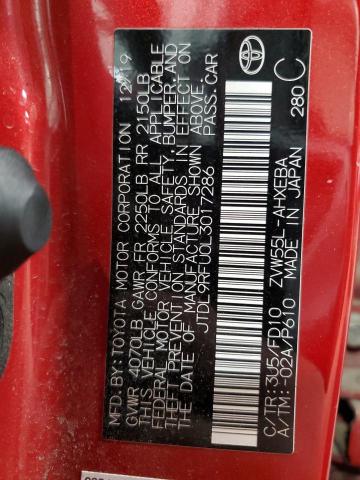 MFD.BY:TOYOTA MOTOR CORPORATION 12/19
GVWR 4070LB GAWR FR 2250LB RR 2150LB
THIS VEHICLE CONFORMS TO ALL APPLICABLE
FEDERAL MOTOR VEHICLE SAFETY, BUMPER, AND
THEFT PREVENTION STANDARDS IN EFFECT ON
THE DATE OF MANUFACTURE SHOWN ABOVE.
JTDL9RFU0L3017286 PASS.CAR
C/TR:3U5/FD10 ZVW55L-AHXEBA
A/TM:-02A/P610 MADE IN JAPAN 280 C